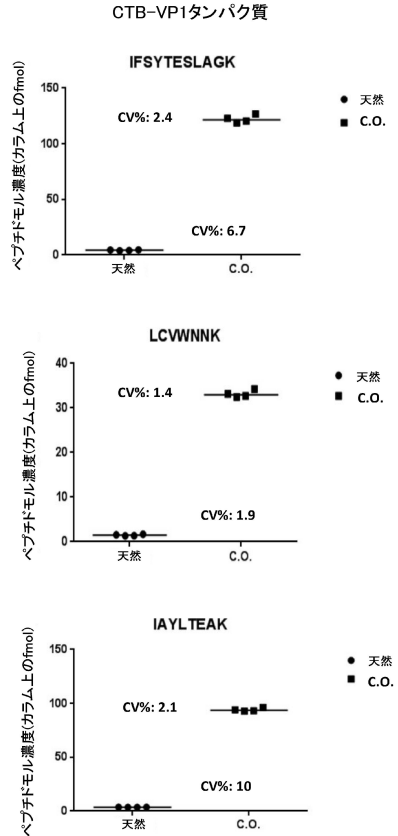 CTB-VP1タンパク質
IFSYTESLAGK
ペプチドモル濃度(カラム上のfmol)
150
100
50
0
CV%: 2.4
CV%: 6.7
天然
C.O.
天然
C.O.
LCVWNNK
ペプチドモル濃度(カラム上のfmol)
40
30
20
10
0
CV%: 1.4
CV%: 1.9
天然
C.O.
天然
C.O.
IAYLTEAK
ペプチドモル濃度(カラム上のfmol)
150
100
50
0
CV%: 2.1
CV%: 10
天然
C.O.
天然
C.O.